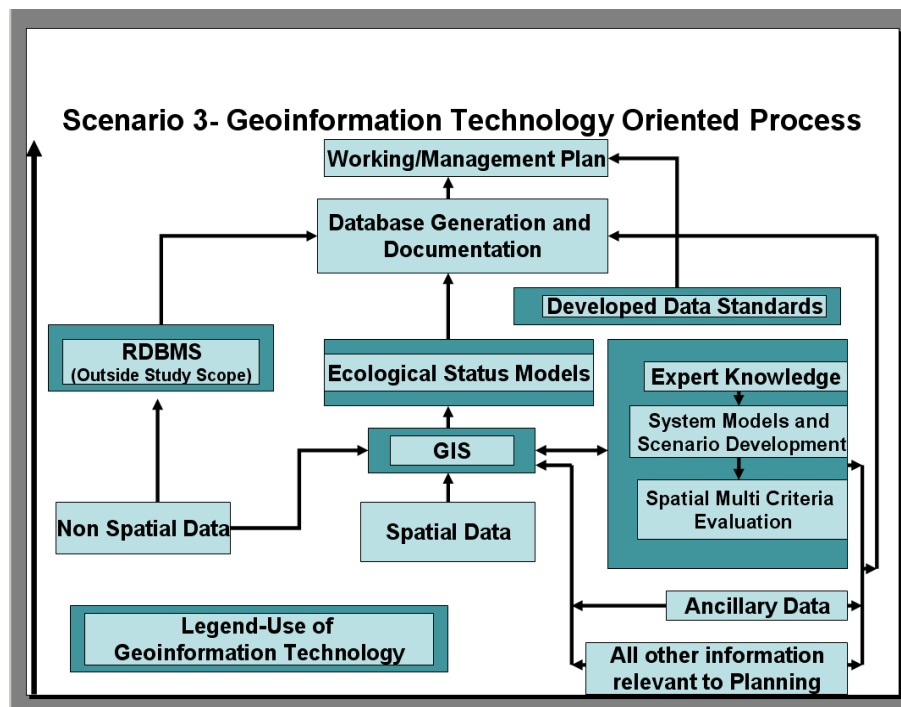 Scenario 3- Geoinformation Technology Oriented Process
Working/Management Plan
Database Generation and
Documentation
Developed Data Standards
RDBMS
(Outside Study Scope)
Ecological Status Models
Expert Knowledge
System Models and
Scenario Development
GIS
Spatial Multi Criteria
Evaluation
Non Spatial Data
Spatial Data
Ancillary Data
Legend-Use of
Geoinformation Technology
All other information
relevant to Planning